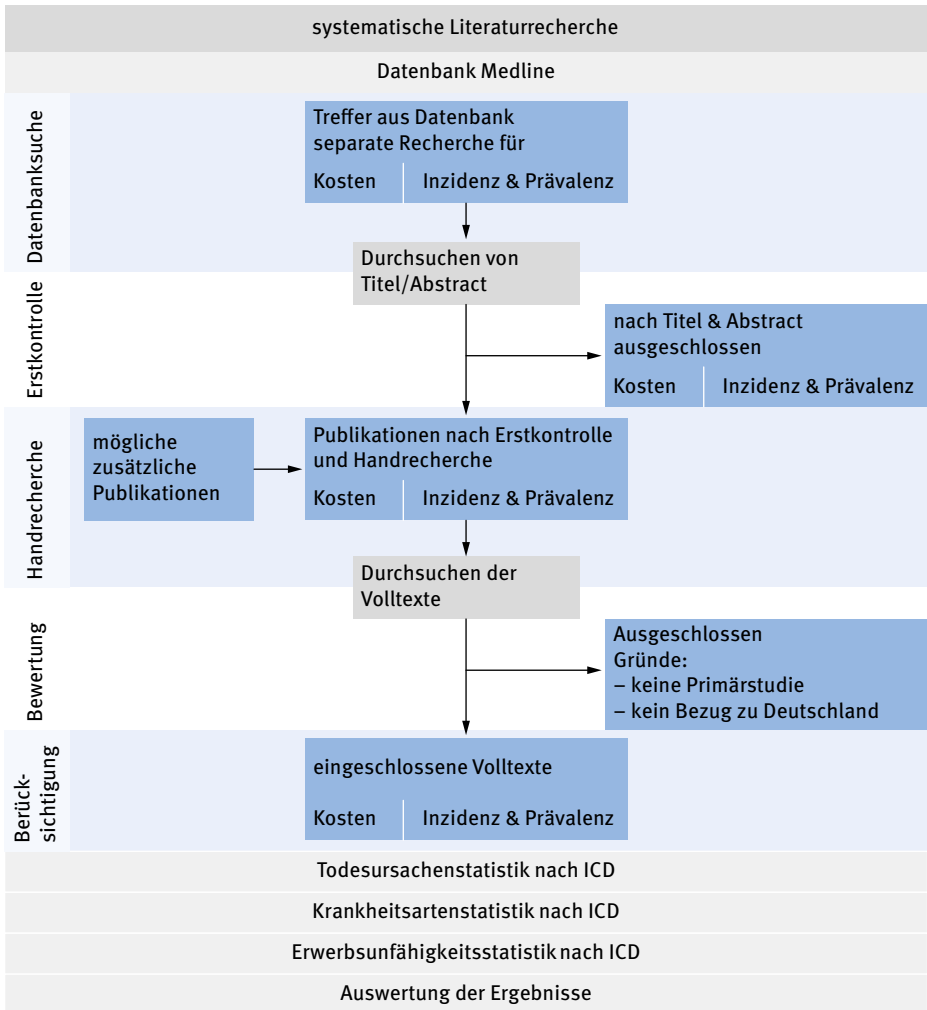 systematische Literaturrecherche
Datenbank Medline
Datenbanksuche
Treffer aus Datenbank
separate Recherche für
Kosten
Inzidenz & Prävalenz
Durchsuchen von
Titel/Abstract
Erstkontrolle
nach Titel & Abstract
ausgeschlossen
Kosten
Inzidenz & Prävalenz
Handrecherche
mögliche
zusätzliche
Publikationen
Publikationen nach Erstkontrolle
und Handrecherche
Kosten
Inzidenz & Prävalenz
Durchsuchen der
Volltexte
Bewertung
Ausgeschlossen
Gründe:
– keine Primärstudie
– kein Bezug zu Deutschland
Berück-
sichtigung
eingeschlossene Volltexte
Kosten
Inzidenz & Prävalenz
Todesursachenstatistik nach ICD
Krankheitsartenstatistik nach ICD
Erwerbsunfähigkeitsstatistik nach ICD
Auswertung der Ergebnisse